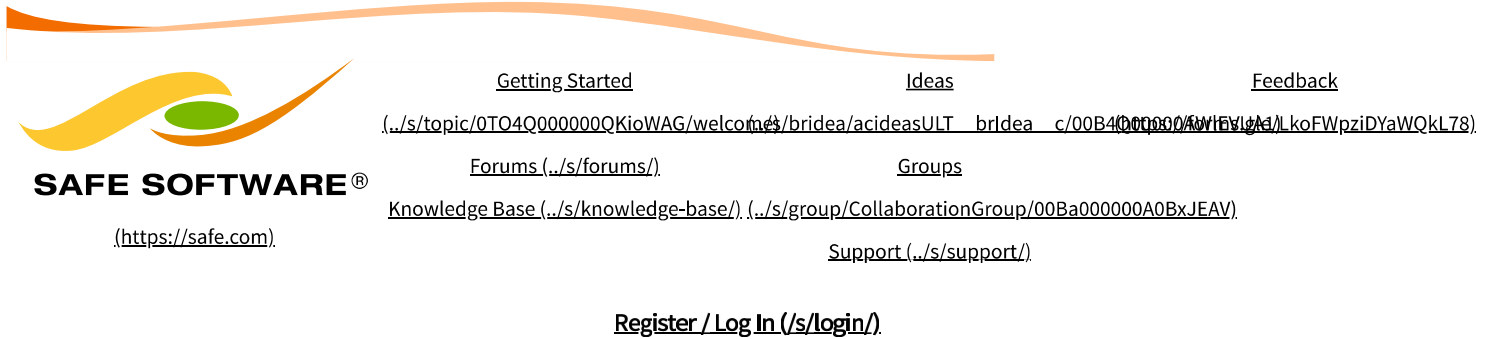 Getting Started
(../s/topic/0TO4Q000000QKioWAG/welcome/)
Forums (../s/forums/)
Knowledge Base (../s/knowledge-base/)
Ideas
Groups
(../s/group/CollaborationGroup/00Ba000000A0BxJEAV)
Support (../s/support/)
Feedback
SAFE SOFTWARE®
(https://safe.com)
Register / Log In (/s/login/)